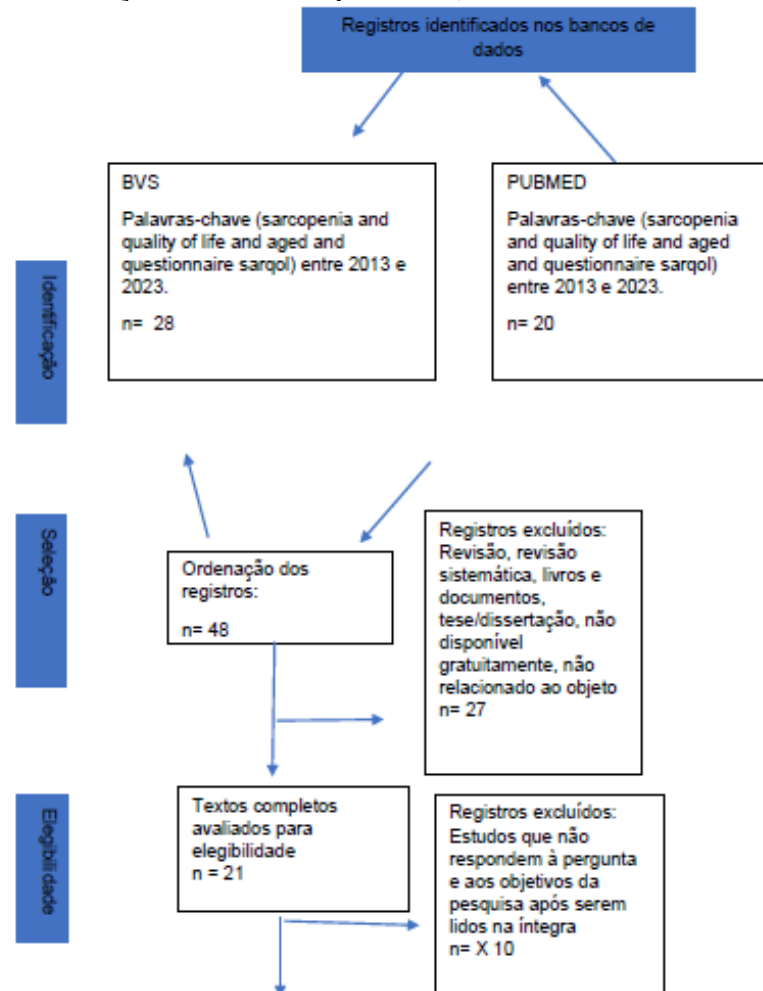 Registros identificados nos bancos de
dados
BVS
Palavras-chave (sarcopenia and
quality of life and aged and
questionnaire sarqol) entre 2013 e
2023.
n= 28
PUBMED
Palavras-chave (sarcopenia
and quality of life and aged
and questionnaire sarqol)
entre 2013 e 2023.
n= 20
Identificação
Seleção
Ordenação dos
registros:
n= 48
Registros excluídos:
Revisão, revisão
sistemática, livros e
documentos,
tese/dissertação, não
disponível
gratuitamente, não
relacionado ao objeto
n= 27
Elegibilidade
Textos completos
avaliados para
elegibilidade
n = 21
Registros excluídos:
Estudos que não
respondem à pergunta
e aos objetivos da
pesquisa após serem
lidos na íntegra
n= X 10